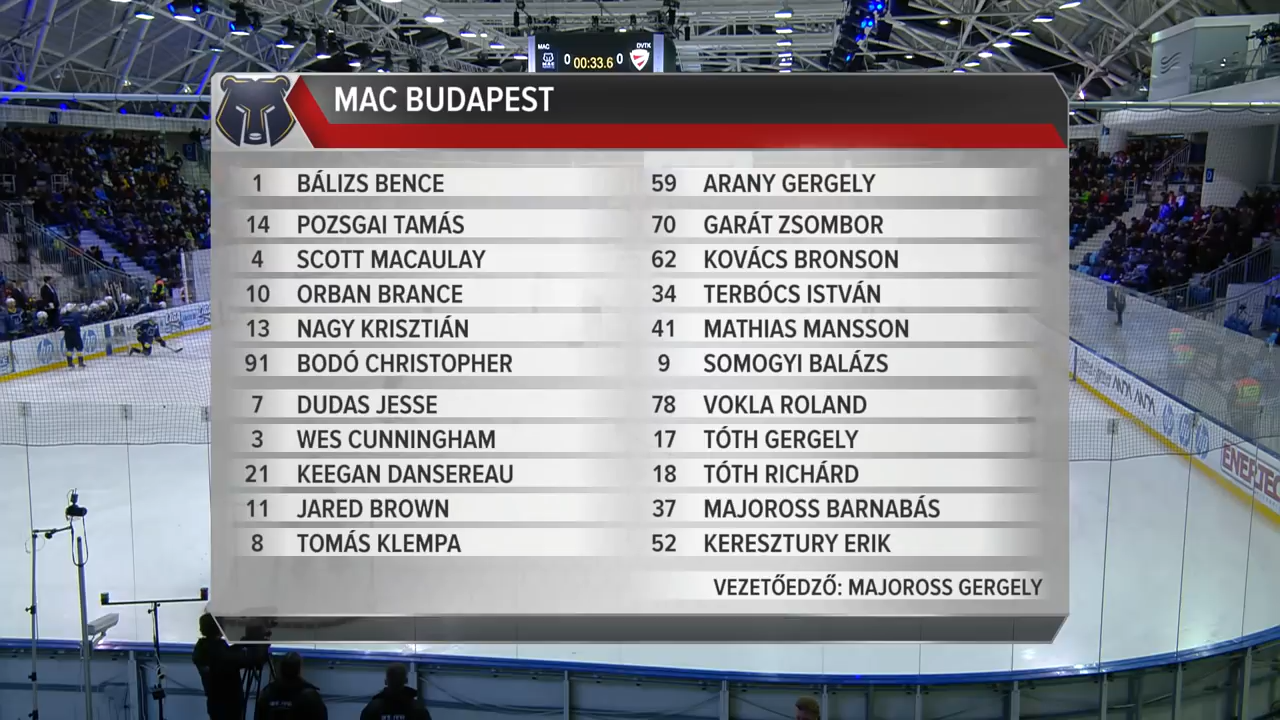 MAC DVTK
0 00:33.6 0
MAC BUDAPEST
1 BÁLIZS BENCE
14 POZSGAI TAMÁS
4 SCOTT MACAULAY
10 ORBAN BRANCE
13 NAGY KRISZTIÁN
91 BODÓ CHRISTOPHER
7 DUDAS JESSE
3 WES CUNNINGHAM
21 KEEGAN DANSEREAU
11 JARED BROWN
8 TOMÁS KLEMPA
59 ARANY GERGELY
70 GARÁT ZSOMBOR
62 KOVÁCS BRONSON
34 TERBÓCS ISTVÁN
41 MATHIAS MANSSON
9 SOMOGYI BALÁZS
78 VOKLA ROLAND
17 TÓTH GERGELY
18 TÓTH RICHÁRD
37 MAJOROSS BARNABÁS
52 KERESZTURY ERIK
VEZETŐEDZŐ: MAJOROSS GERGELY